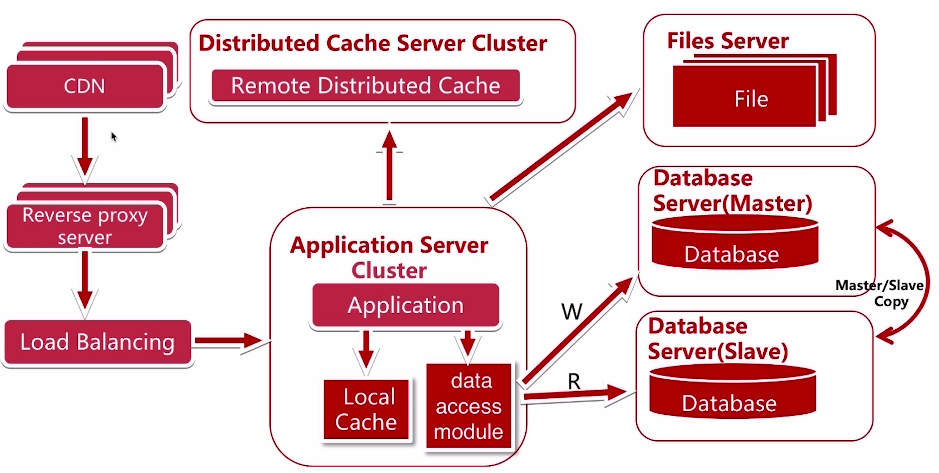 CDN
Reverse proxy
server
Load Balancing
Distributed Cache Server Cluster
Remote Distributed Cache
Application Server
Cluster
Application
Local
Cache
data
access
module
Files Server
File
W
R
Database
Server(Master)
Database
Master/Slave
Copy
Database
Server(Slave)
Database